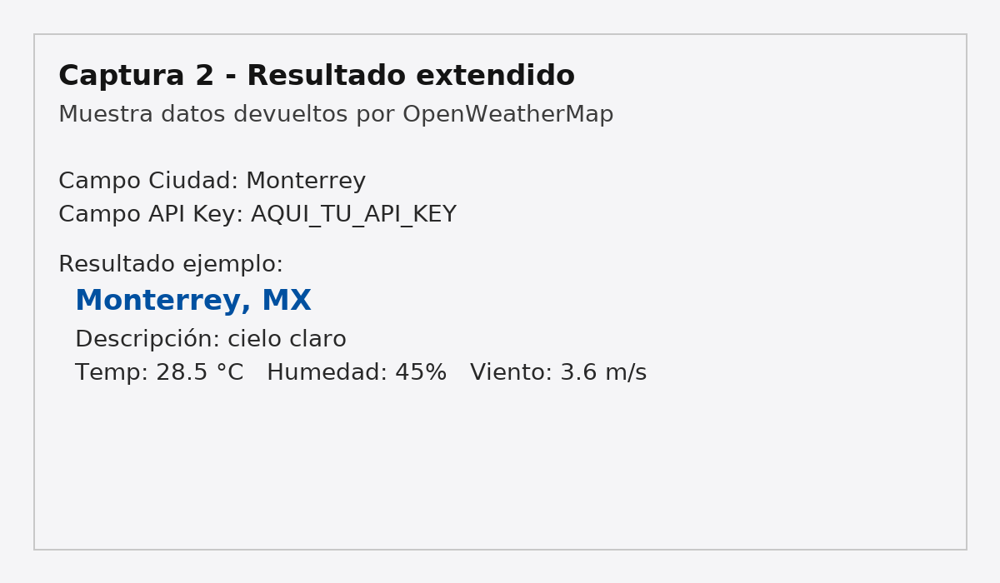 Captura 2 - Resultado extendido
Muestra datos devueltos por OpenWeatherMap
Campo Ciudad: Monterrey
Campo API Key: AQUI_TU_API_KEY
Resultado ejemplo:
Monterrey, MX
Descripción: cielo claro
Temp: 28.5 °C   Humedad: 45%   Viento: 3.6 m/s